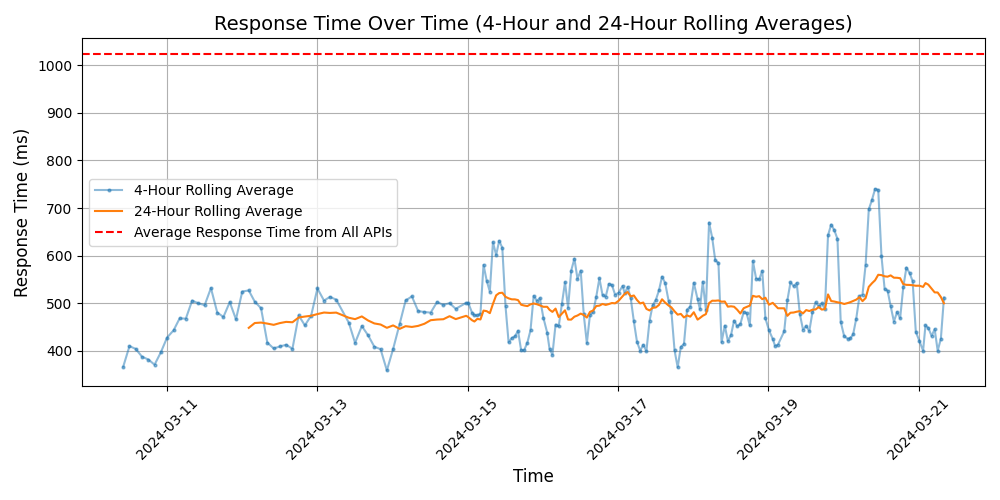 Response Time Over Time (4-Hour and 24-Hour Rolling Averages)
Response Time (ms)
1000
900
800
700
600
500
400
4-Hour Rolling Average
24-Hour Rolling Average
Average Response Time from All APIs
2024-03-11
2024-03-13
2024-03-15
2024-03-17
2024-03-19
2024-03-21
Time